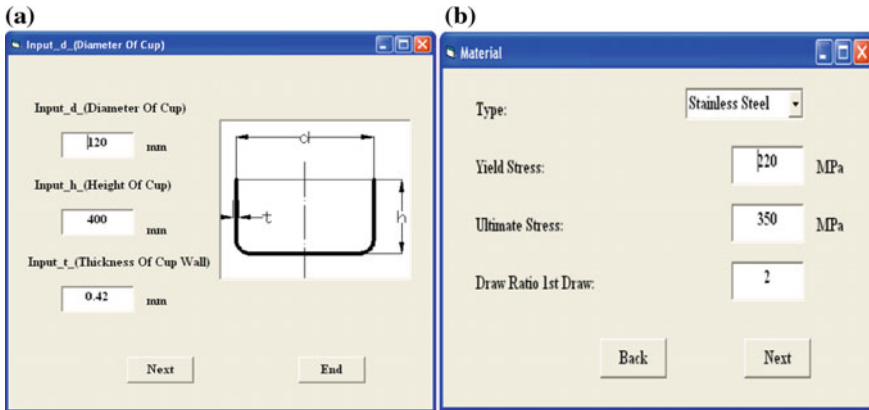 (a)
Input_d_(Diameter Of Cup)
Input_d_(Diameter Of Cup)
120 mm
Input_h_(Height Of Cup)
400 mm
Input_t_(Thickness Of Cup Wall)
0.42 mm
d
t
h
Next End
(b)
Material
Type: Stainless Steel
Yield Stress: 220 MPa
Ultimate Stress: 350 MPa
Draw Ratio 1st Draw: 2
Back Next